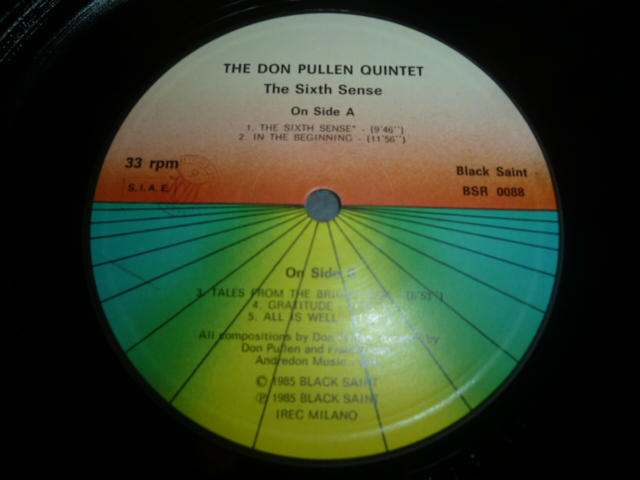 THE DON PULLEN QUINTET
The Sixth Sense
On Side A
1. THE SIXTH SENSE* - (9'46'')
2. IN THE BEGINNING - (11'56'')
33 rpm
S.I.A.E.
Black Saint
BSR 0088
On Side
3. TALES FROM THE
4. GRATITUDE
5. ALL IS WELL
All compositions by Don by
Don Pullen and
Andredon Music
© 1985 BLACK SAINT
℗ 1985 BLACK SAINT
IREC MILANO